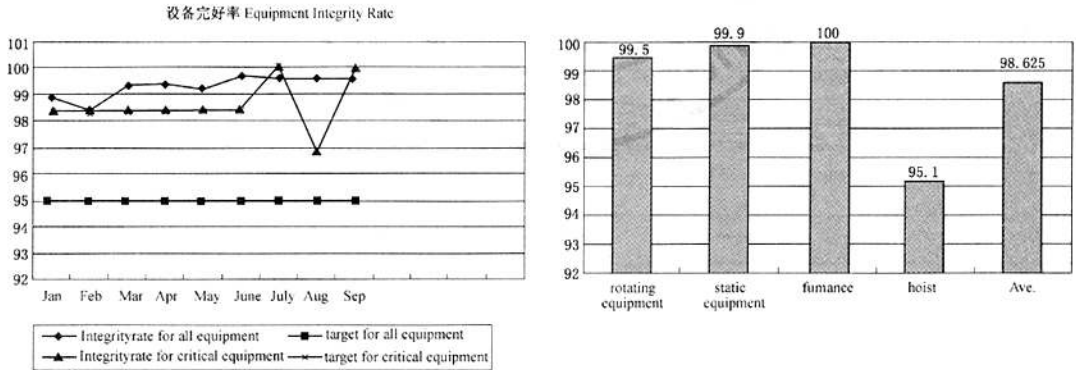 设备完好率 Equipment Integrity Rate
101
100
99
98
97
96
95
94
93
92
Jan Feb Mar Apr May June July Aug Sep
Integrityrate for all equipment target for all equipment
Integrityrate for critical equipment target for critical equipment
100
99
98
97
96
95
94
93
92
99.5
99.9
100
95.1
98.625
rotating
equipment
static
equipment
fumance
hoist
Ave.